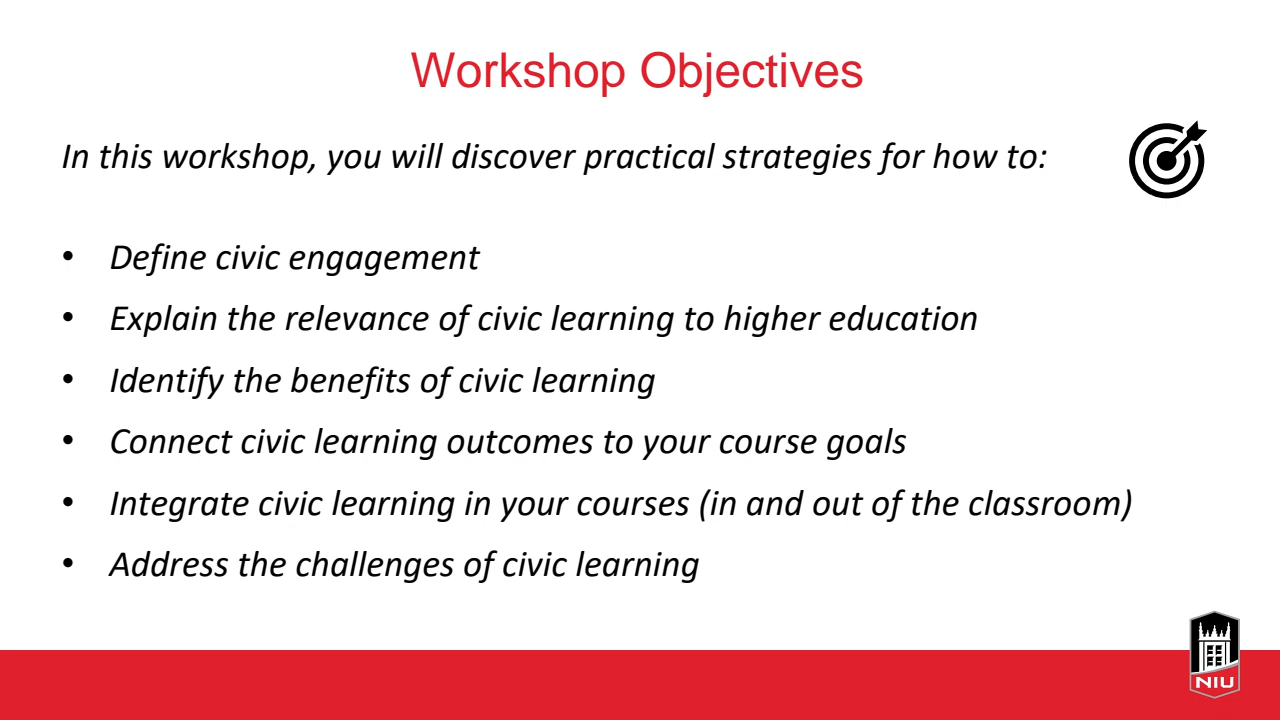 Workshop Objectives
In this workshop, you will discover practical strategies for how to:
• Define civic engagement
• Explain the relevance of civic learning to higher education
• Identify the benefits of civic learning
• Connect civic learning outcomes to your course goals
• Integrate civic learning in your courses (in and out of the classroom)
• Address the challenges of civic learning
NIU